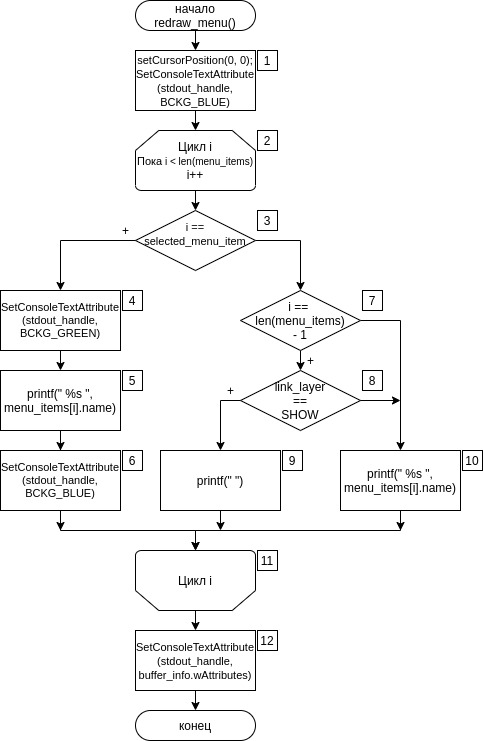 начало
redraw_menu()
1
setCursorPosition(0, 0);
SetConsoleTextAttribute
(stdout_handle,
BCKG_BLUE)
2
Цикл i
Пока i < len(menu_items)
i++
3
i ==
selected_menu_item
+
4
SetConsoleTextAttribute
(stdout_handle,
BCKG_GREEN)
7
i ==
len(menu_items)
- 1
+
5
printf(" %s ",
menu_items[i].name)
8
link_layer
==
SHOW
+
6
SetConsoleTextAttribute
(stdout_handle,
BCKG_BLUE)
9
printf(" ")
10
printf(" %s ",
menu_items[i].name)
11
Цикл i
12
SetConsoleTextAttribute
(stdout_handle,
buffer_info.wAttributes)
конец